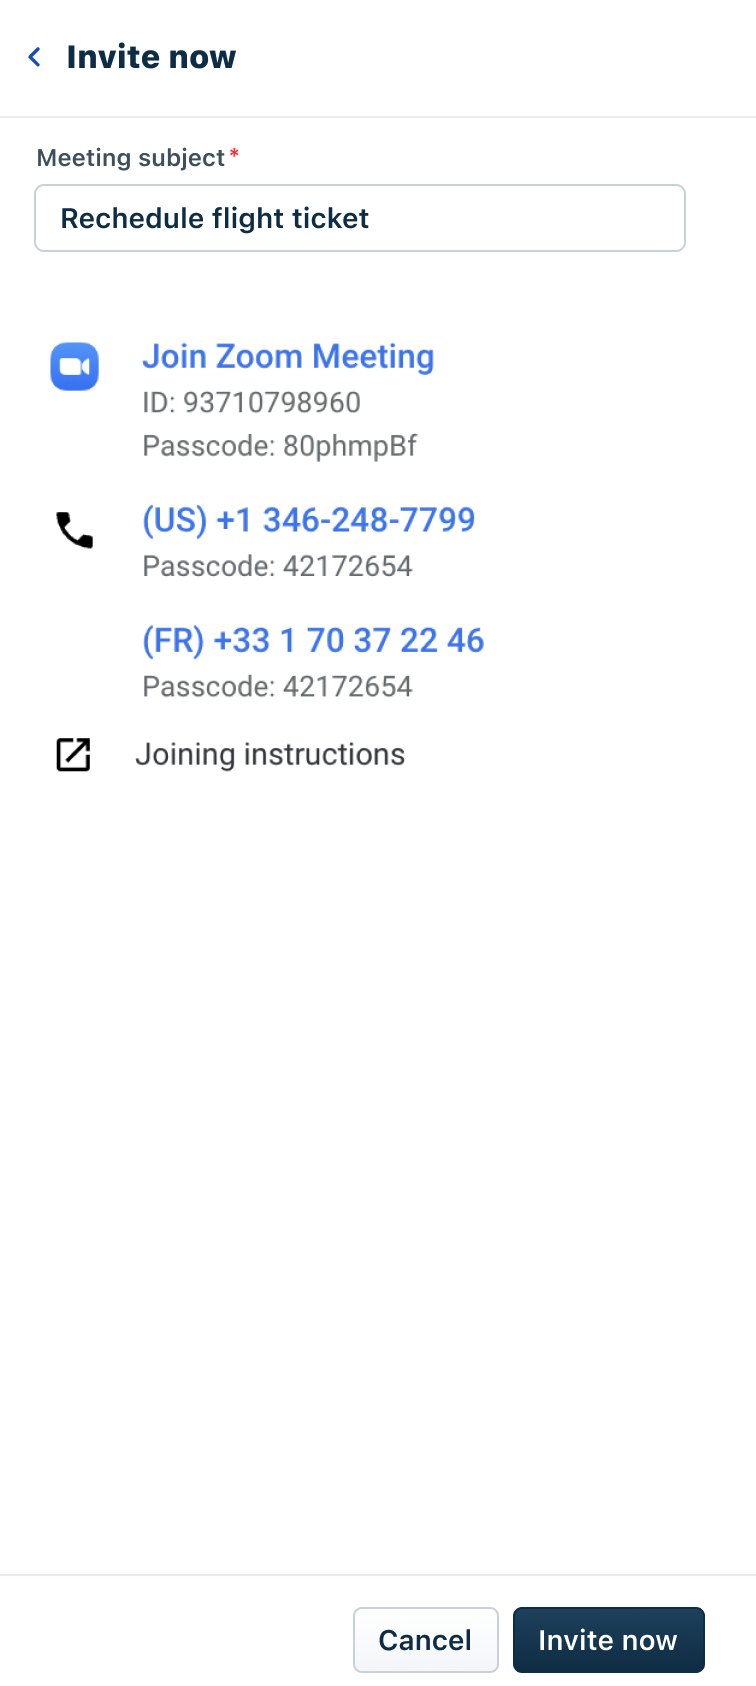 Invite now
Meeting subject*
Rechedule flight ticket
Join Zoom Meeting
ID: 93710798960
Passcode: 80phmpBf
(US) +1 346-248-7799
Passcode: 42172654
(FR) +33 1 70 37 22 46
Passcode: 42172654
Joining instructions
Cancel
Invite now